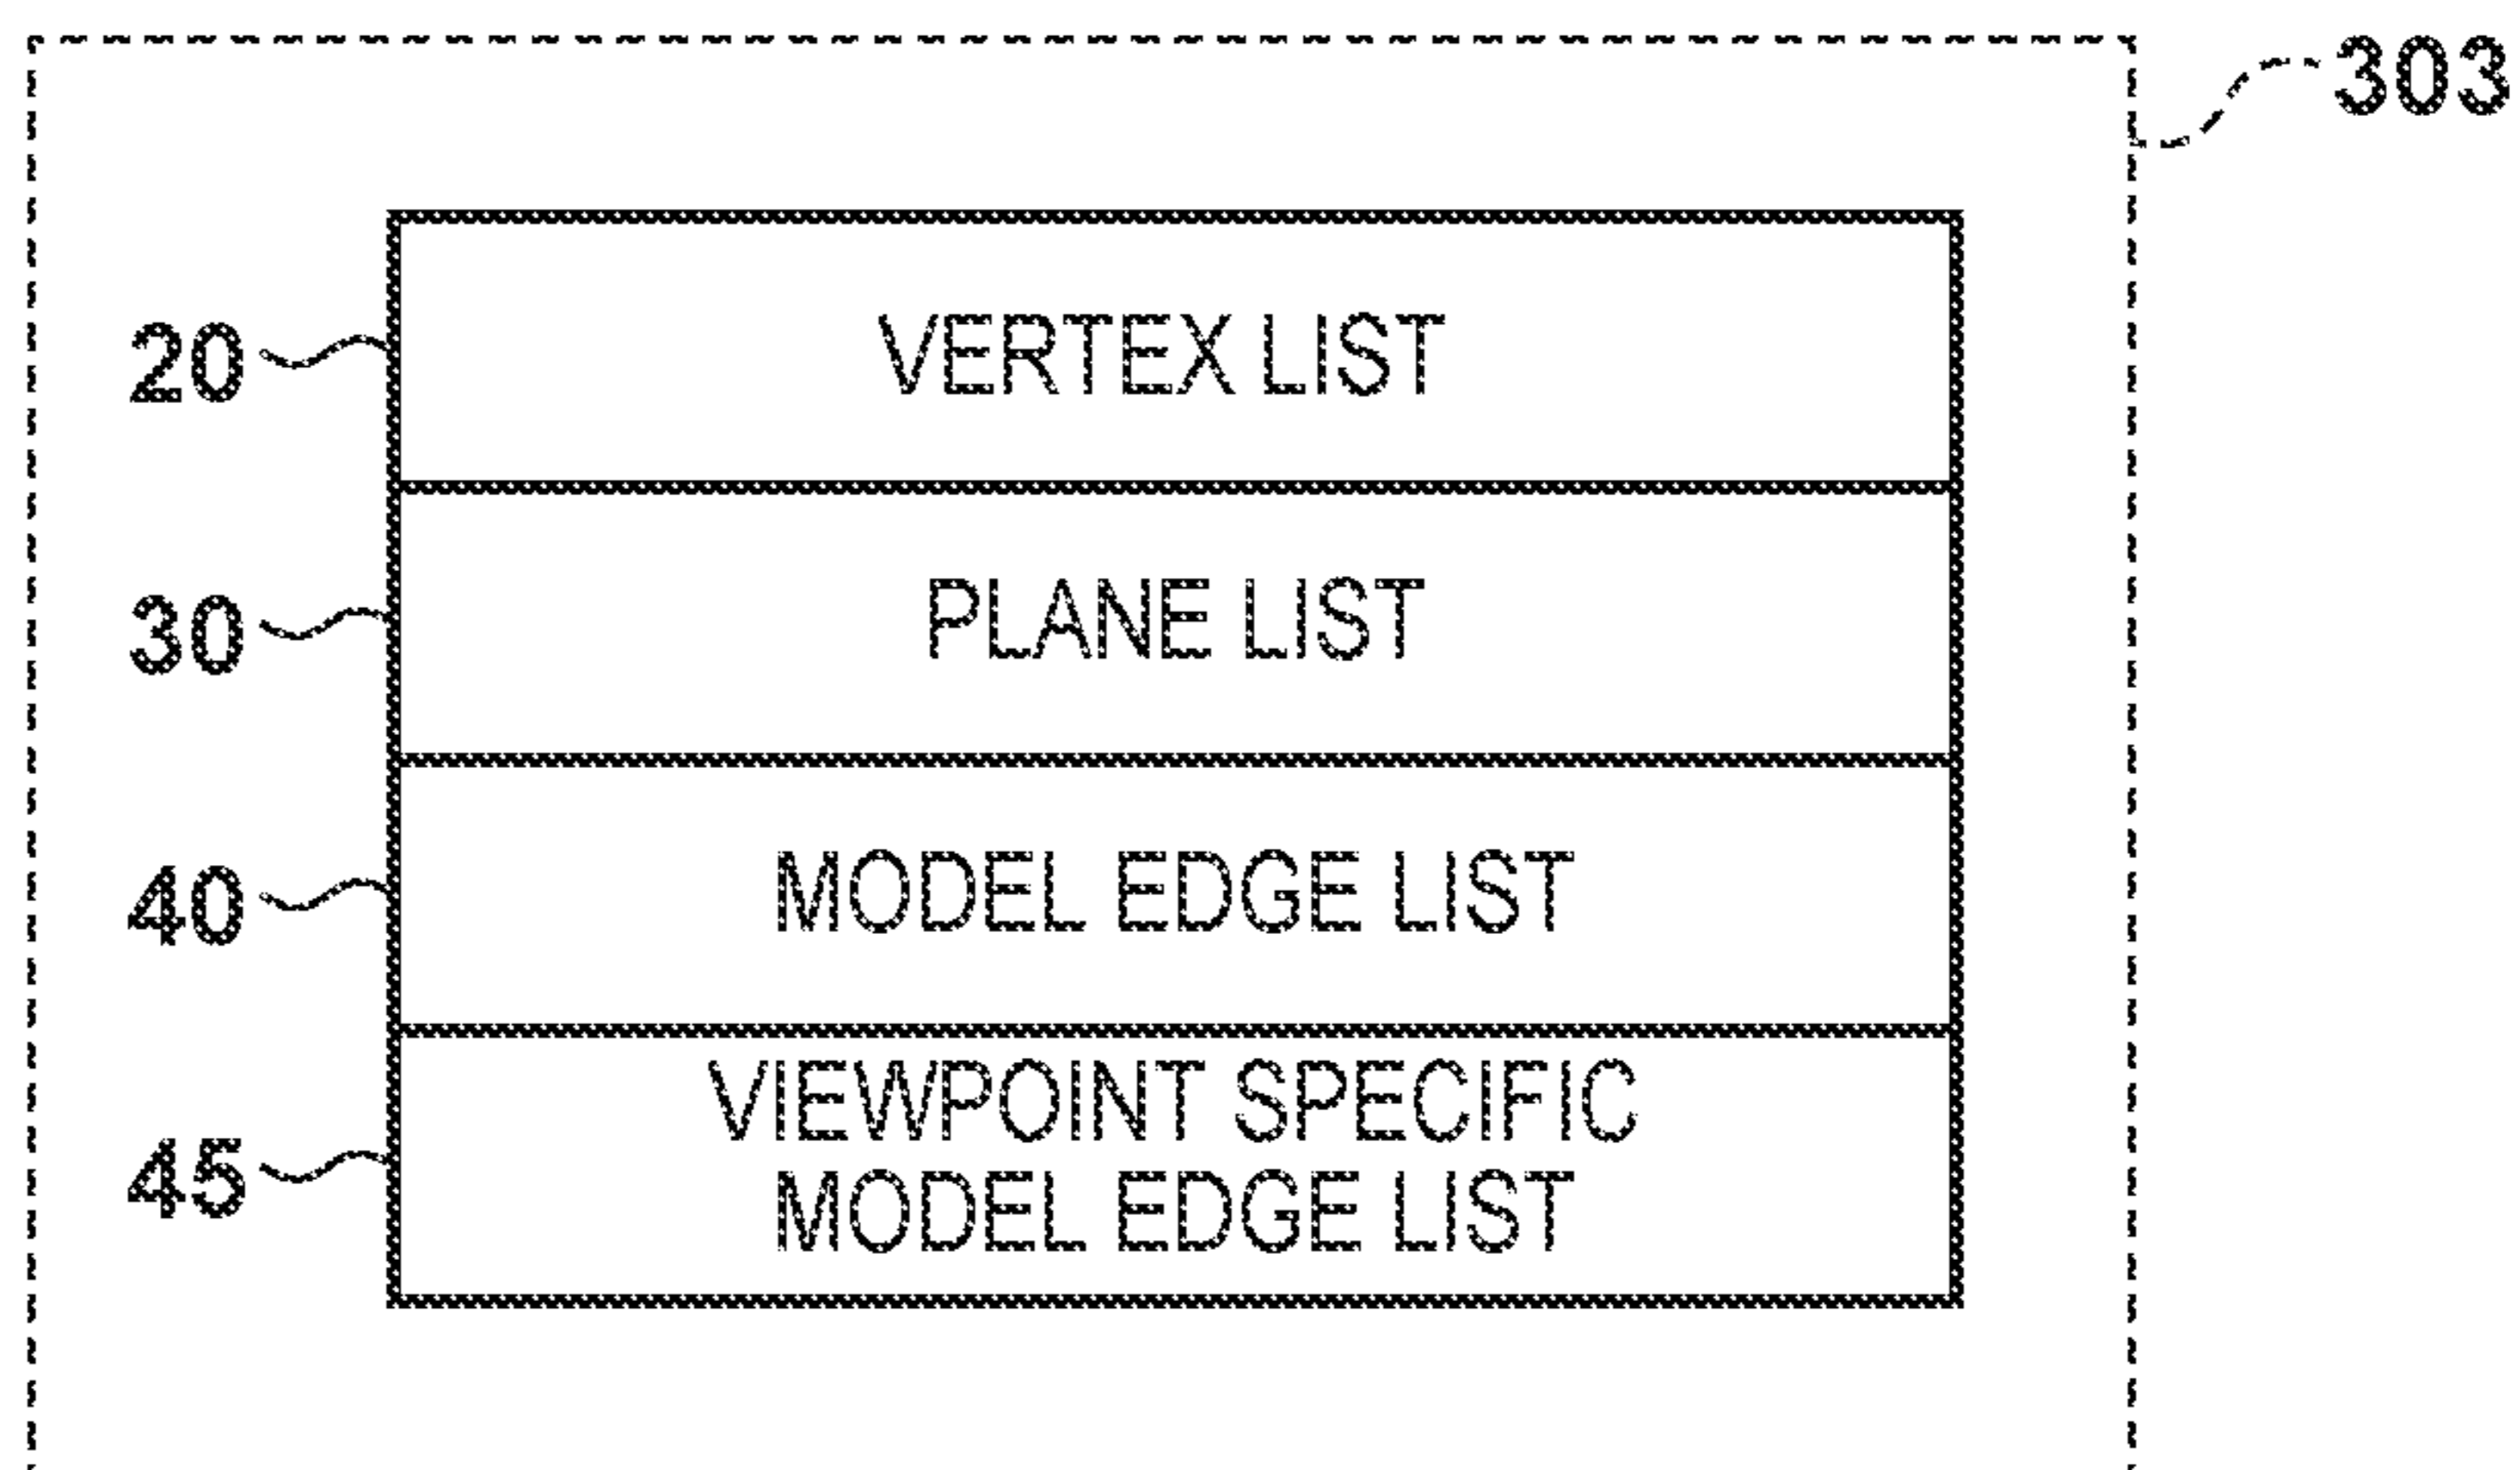 303
20 VERTEX LIST
30 PLANE LIST
40 MODEL EDGE LIST
45 VIEWPOINT SPECIFIC
MODEL EDGE LIST